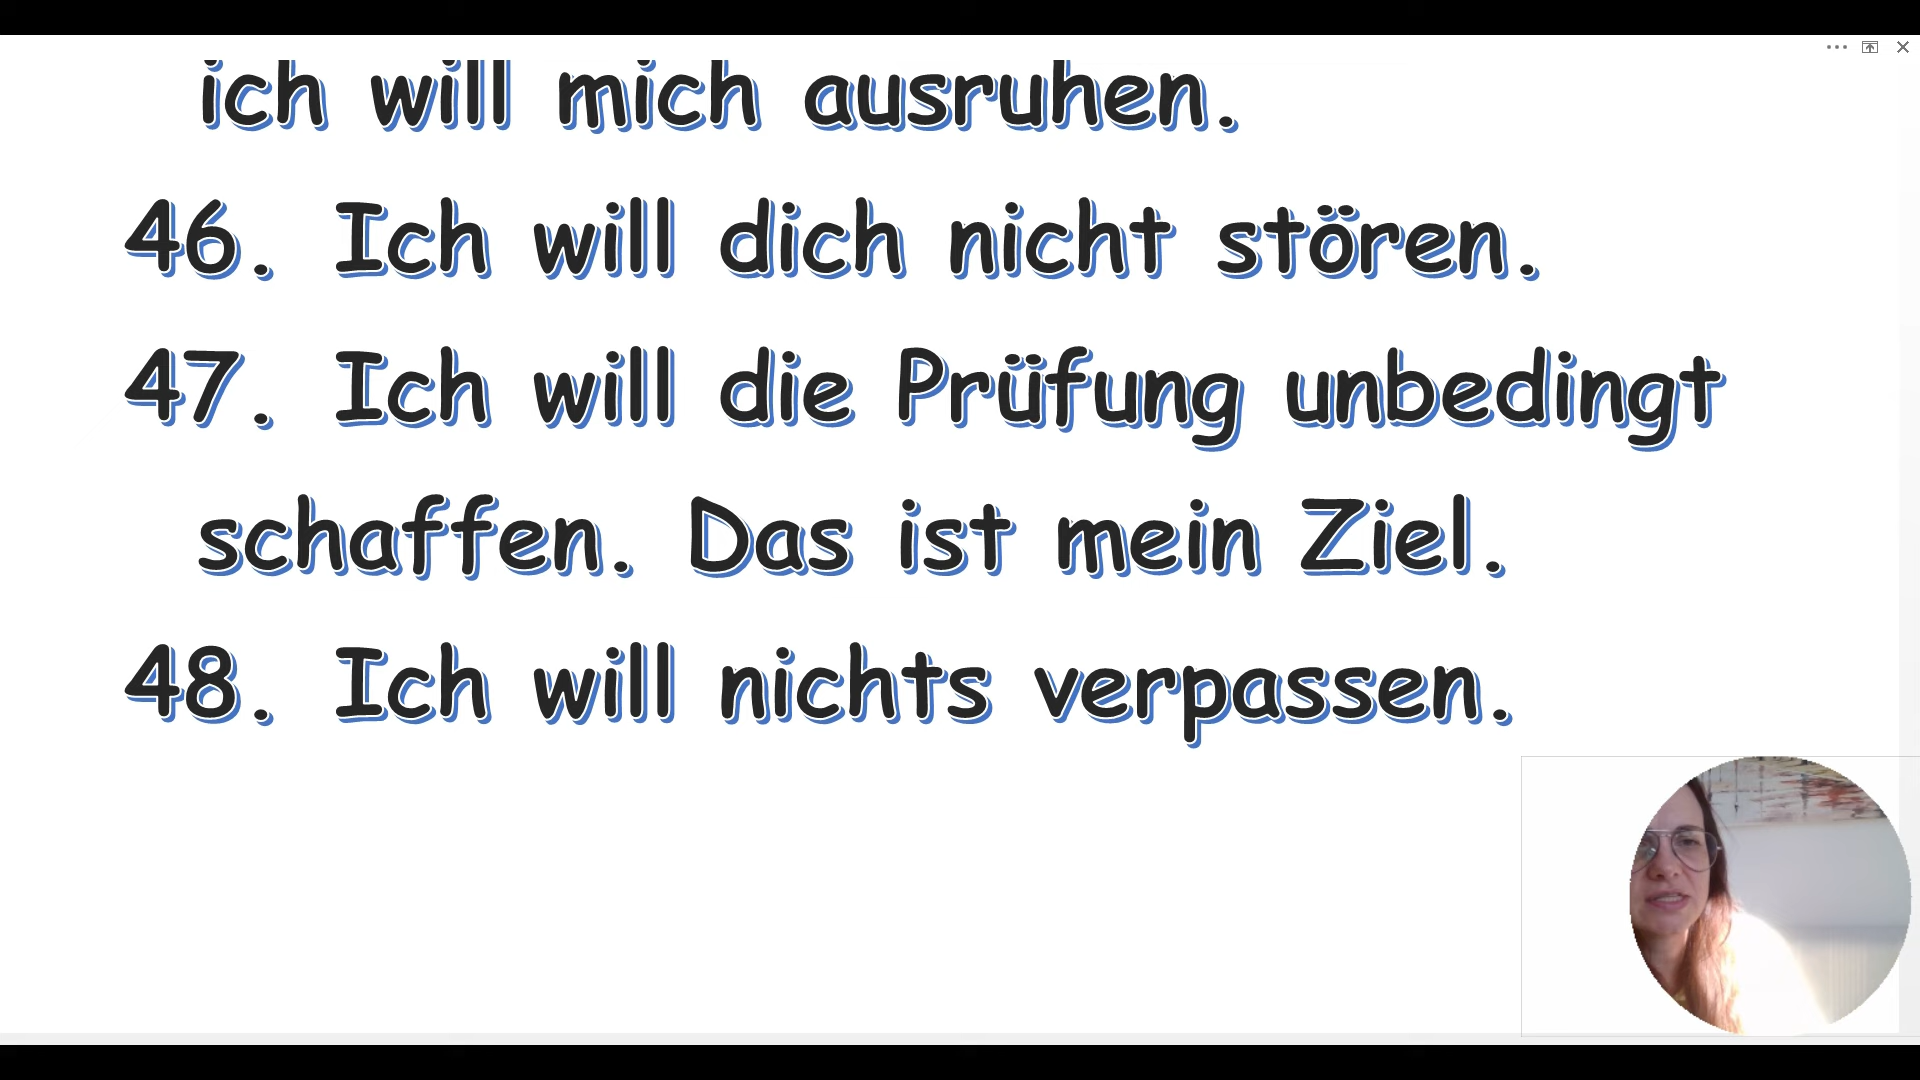 ich will mich ausruhen.
46. Ich will dich nicht stören.
47. Ich will die Prüfung unbedingt
schaffen. Das ist mein Ziel.
48. Ich will nichts verpassen.